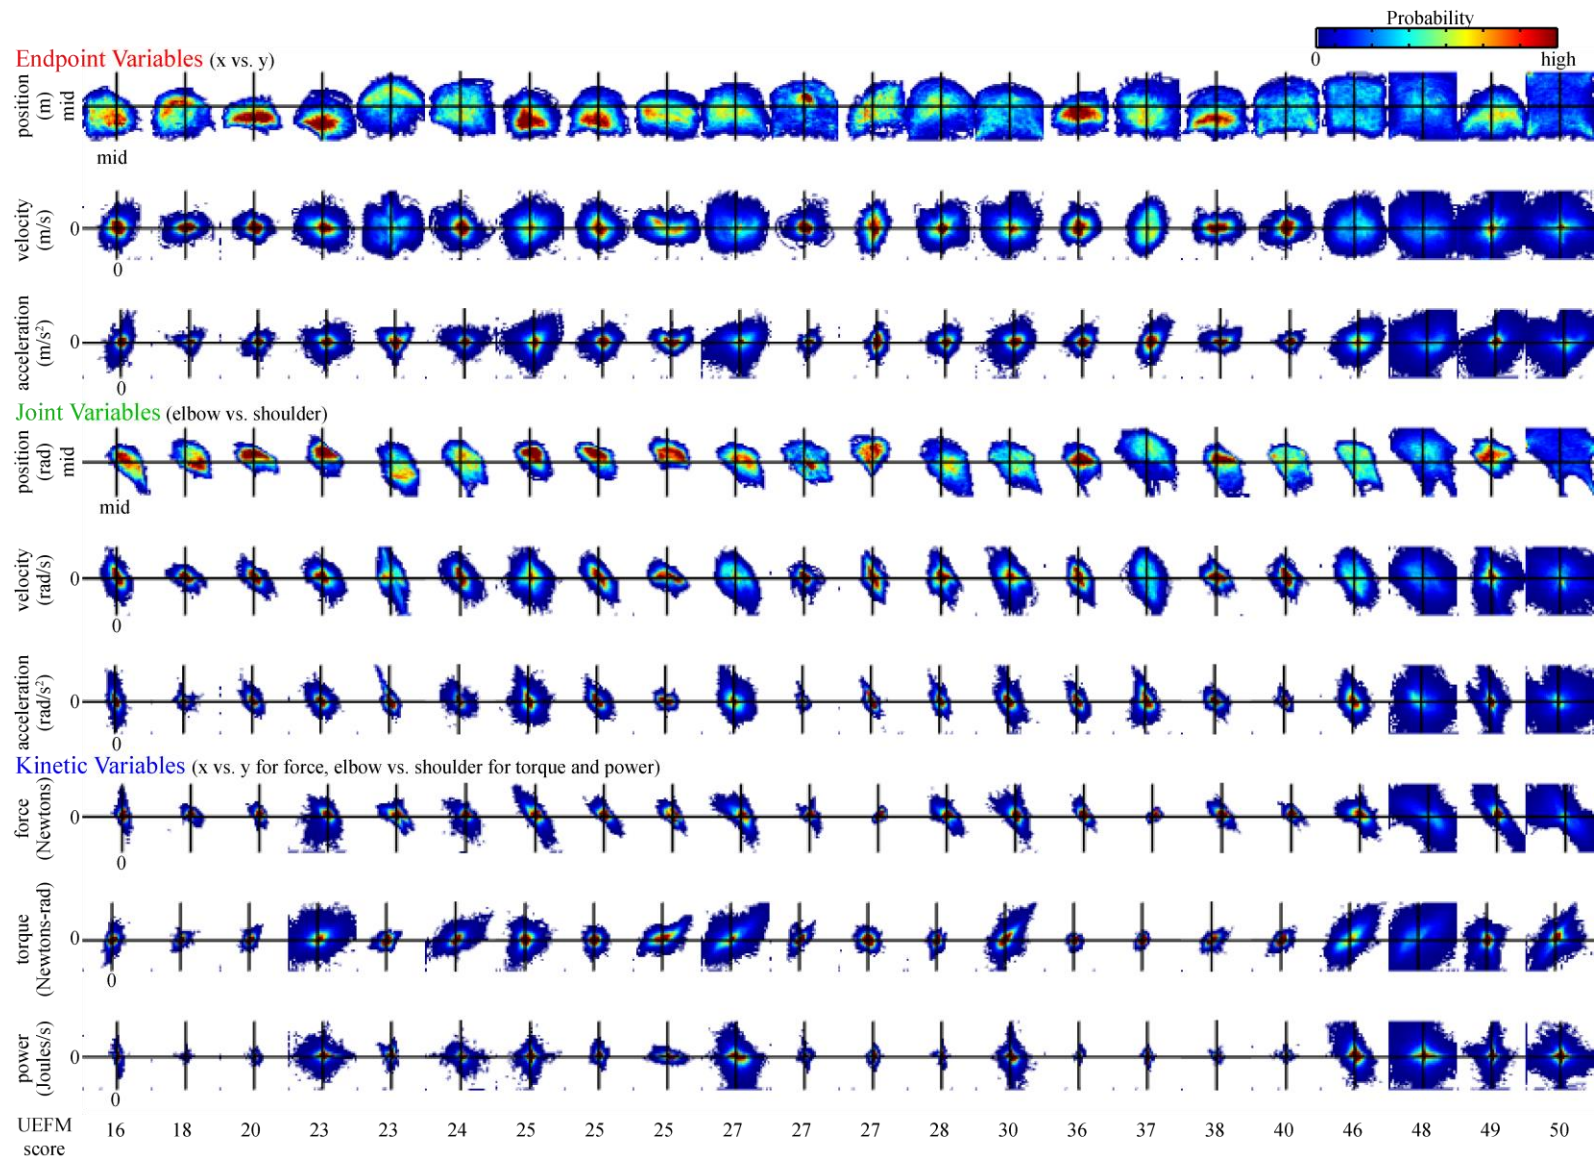 Probability
0 high
Endpoint Variables (x vs. y)
position
(m)
mid
mid
velocity
(m/s)
0
0
acceleration
(m/s²)
0
0
Joint Variables (elbow vs. shoulder)
position
(rad)
mid
mid
velocity
(rad/s)
0
0
acceleration
(rad/s²)
0
0
Kinetic Variables (x vs. y for force, elbow vs. shoulder for torque and power)
force
(Newtons)
0
0
torque
(Newtons-rad)
0
0
power
(Joules/s)
0
0
UEFM
score
16 18 20 23 23 24 25 25 25 27 27 27 28 30 36 37 38 40 46 48 49 50